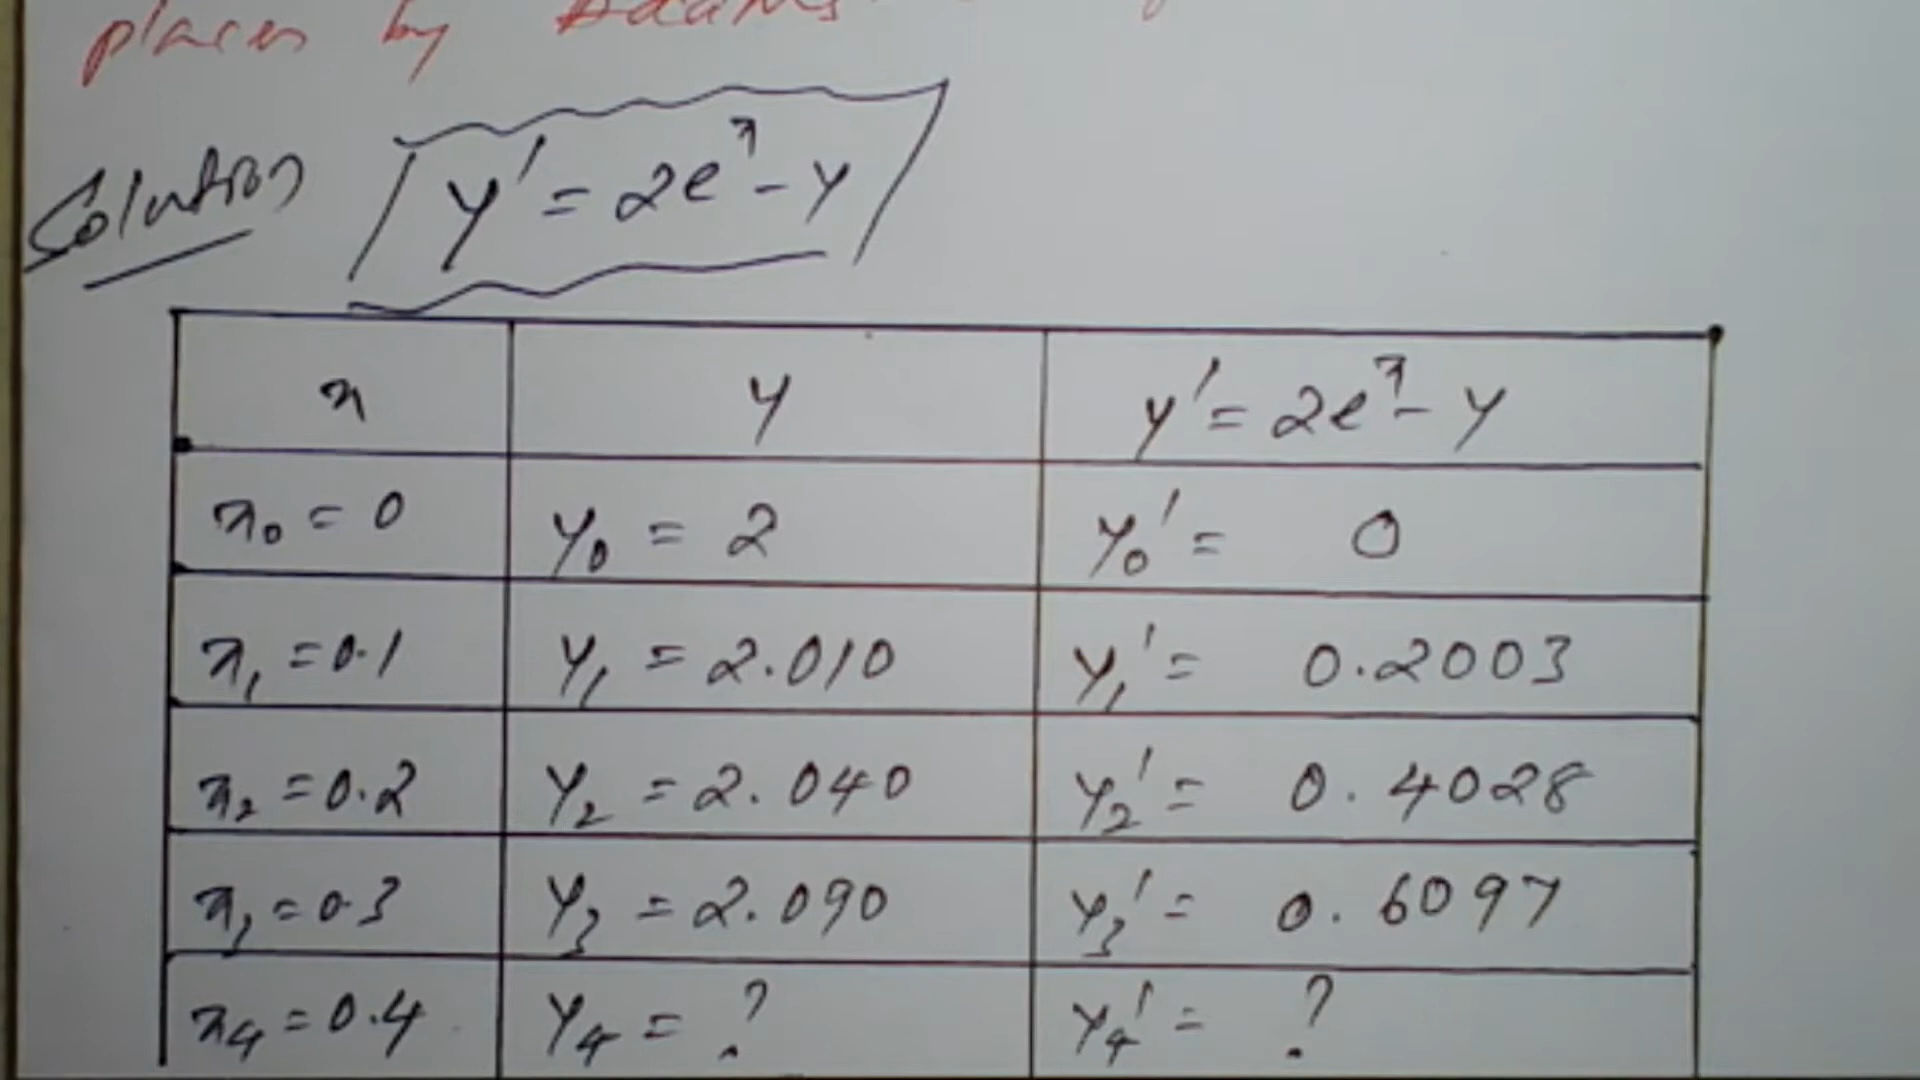 places by Adams
Solution y' = 2e^x - y
x y y' = 2e^x - y
x₀ = 0 y₀ = 2 y₀' = 0
x₁ = 0.1 y₁ = 2.010 y₁' = 0.2003
x₂ = 0.2 y₂ = 2.040 y₂' = 0.4028
x₃ = 0.3 y₃ = 2.090 y₃' = 0.6097
x₄ = 0.4 y₄ = ? y₄' = ?